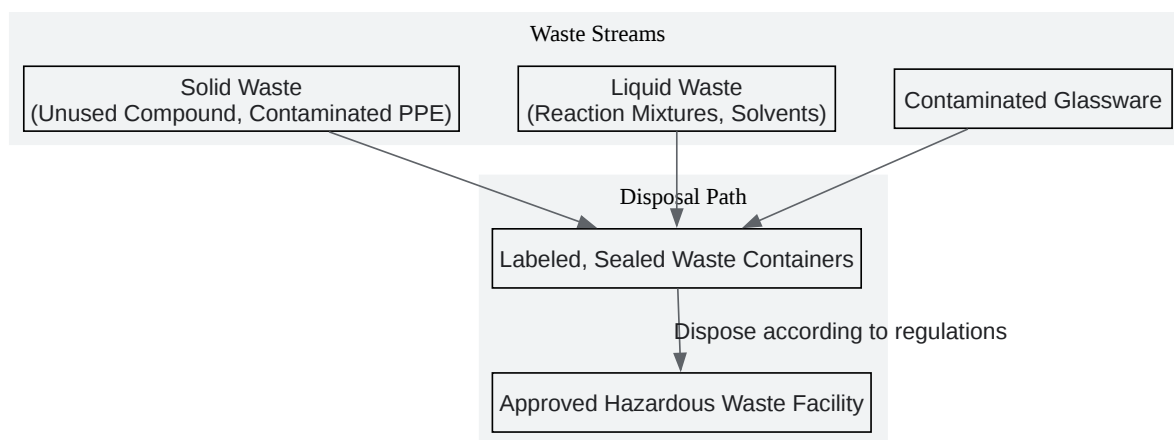 Waste Streams
Solid Waste
(Unused Compound, Contaminated PPE)
Liquid Waste
(Reaction Mixtures, Solvents)
Contaminated Glassware
Disposal Path
Labeled, Sealed Waste Containers
Dispose according to regulations
Approved Hazardous Waste Facility